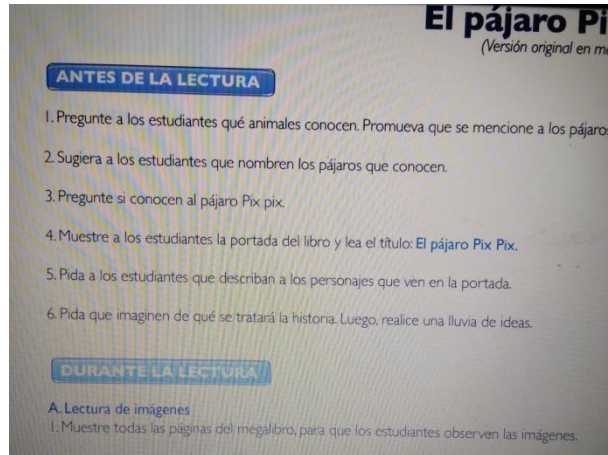 El pájaro Pi
(Versión original en m
ANTES DE LA LECTURA
1. Pregunte a los estudiantes qué animales conocen. Promueva que se mencione a los pájaros
2. Sugiera a los estudiantes que nombren los pájaros que conocen.
3. Pregunte si conocen al pájaro Pix pix.
4. Muestre a los estudiantes la portada del libro y lea el título: El pájaro Pix Pix.
5. Pida a los estudiantes que describan a los personajes que ven en la portada.
6. Pida que imaginen de qué se tratará la historia. Luego, realice una lluvia de ideas.
DURANTE LA LECTURA
A. Lectura de imágenes
1. Muestre todas las páginas del megalibro, para que los estudiantes observen las imágenes.